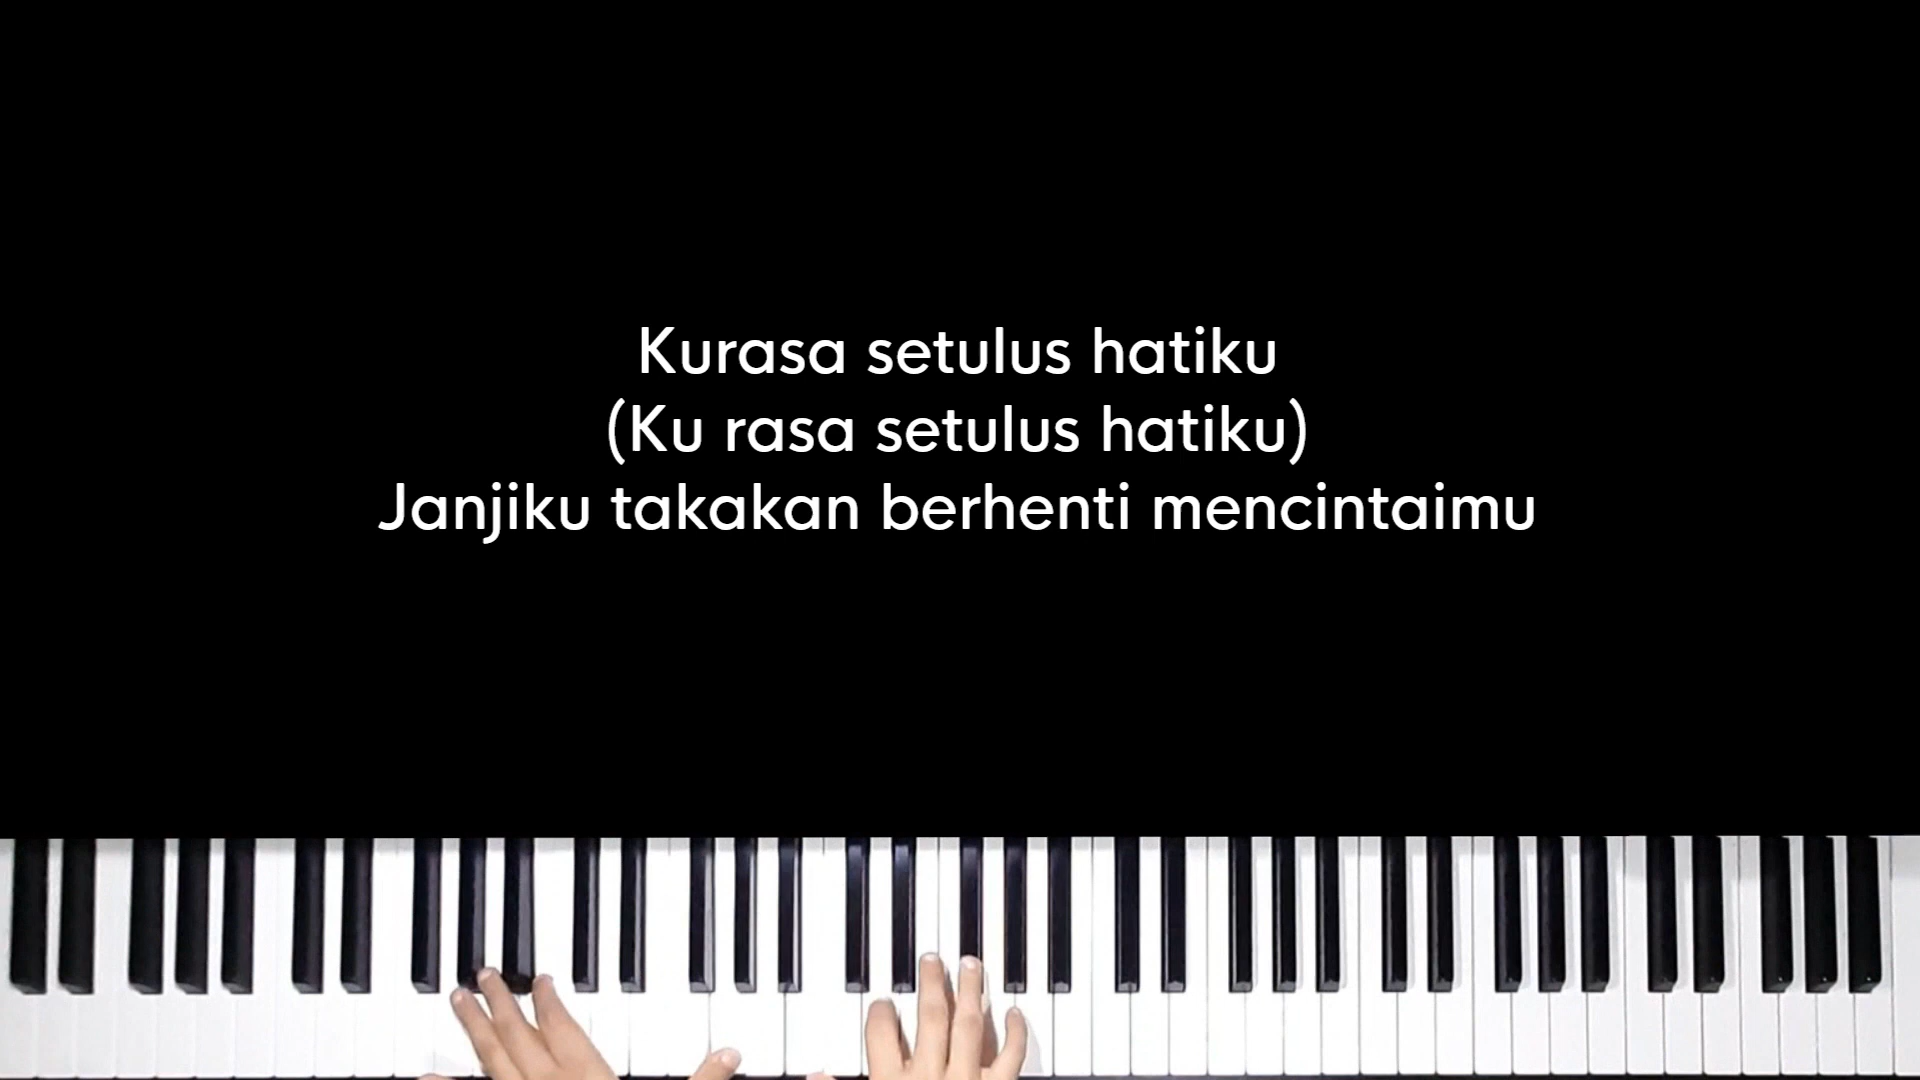 Kurasa setulus hatiku
(Ku rasa setulus hatiku)
Janjiku takakan berhenti mencintaimu